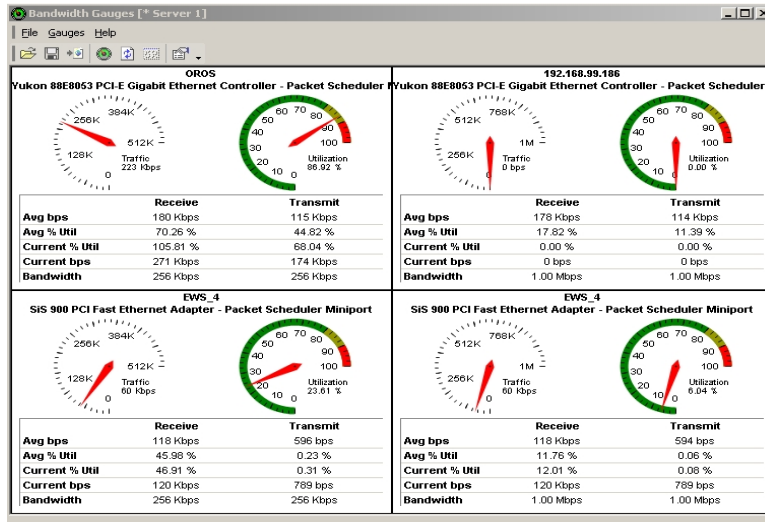 Bandwidth Gauges [* Server 1]
File Gauges Help
OROS
Yukon 88E8053 PCI-E Gigabit Ethernet Controller - Packet Scheduler
256K 384K
128K 512K
0
Traffic
223 Kbps
60 70 80
50 90
40 100
30
20
10 0
Utilization
86.92 %
Receive Transmit
Avg bps 180 Kbps 115 Kbps
Avg % Util 70.26 % 44.82 %
Current % Util 105.81 % 68.04 %
Current bps 271 Kbps 174 Kbps
Bandwidth 256 Kbps 256 Kbps
192.168.99.186
Yukon 88E8053 PCI-E Gigabit Ethernet Controller - Packet Scheduler
512K 768K
256K 1M
0
Traffic
0 bps
60 70 80
50 90
40 100
30
20
10 0
Utilization
0.00 %
Receive Transmit
Avg bps 178 Kbps 114 Kbps
Avg % Util 17.82 % 11.39 %
Current % Util 0.00 % 0.00 %
Current bps 0 bps 0 bps
Bandwidth 1.00 Mbps 1.00 Mbps
EWS_4
SiS 900 PCI Fast Ethernet Adapter - Packet Scheduler Miniport
256K 384K
128K 512K
0
Traffic
60 Kbps
60 70 80
50 90
40 100
30
20
10 0
Utilization
23.61 %
Receive Transmit
Avg bps 118 Kbps 596 bps
Avg % Util 45.98 % 0.23 %
Current % Util 46.91 % 0.31 %
Current bps 120 Kbps 789 bps
Bandwidth 256 Kbps 256 Kbps
EWS_4
SiS 900 PCI Fast Ethernet Adapter - Packet Scheduler Miniport
512K 768K
256K 1M
0
Traffic
60 Kbps
60 70 80
50 90
40 100
30
20
10 0
Utilization
6.04 %
Receive Transmit
Avg bps 118 Kbps 594 bps
Avg % Util 11.76 % 0.06 %
Current % Util 12.01 % 0.08 %
Current bps 120 Kbps 789 bps
Bandwidth 1.00 Mbps 1.00 Mbps